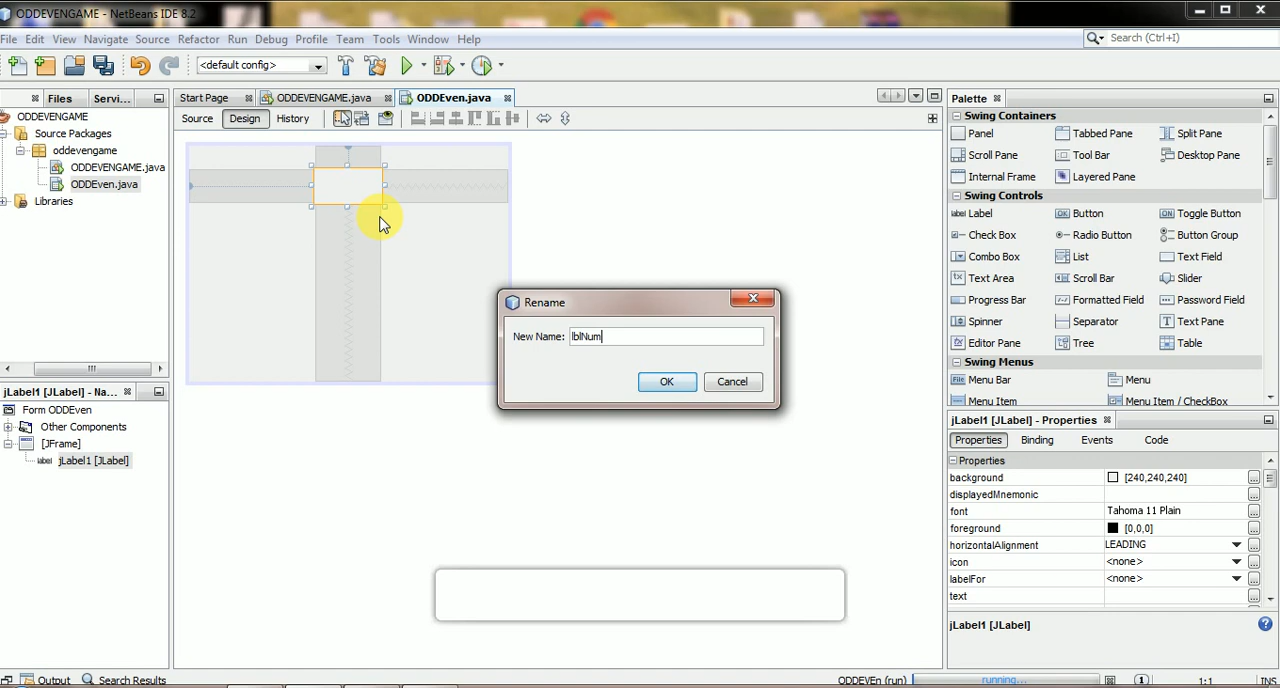 ODDEVENGAME - NetBeans IDE 8.2
File Edit View Navigate Source Refactor Run Debug Profile Team Tools Window Help
Search (Ctrl+I)
<default config>
Files Servi...
Start Page ODDEVENGAME.java ODDEven.java
Palette
ODDEVENGAME
Source Packages
oddevengame
ODDEVENGAME.java
ODDEven.java
Libraries
Source Design History
Swing Containers
Panel Tabbed Pane Split Pane
Scroll Pane Tool Bar Desktop Pane
Internal Frame Layered Pane
Swing Controls
label Label OK Button ON Toggle Button
Check Box Radio Button Button Group
Combo Box List Text Field
Text Area Scroll Bar Slider
Progress Bar Formatted Field Password Field
Spinner Separator Text Pane
Editor Pane Tree Table
Swing Menus
File Menu Bar Menu
Menu Item Menu Item / CheckBox
Rename
New Name: lblNum
OK Cancel
jLabel1 [JLabel] - Na...
Form ODDEven
Other Components
[JFrame]
label jLabel1 [JLabel]
jLabel1 [JLabel] - Properties
Properties Binding Events Code
Properties
background [240,240,240]
displayedMnemonic
font Tahoma 11 Plain
foreground [0,0,0]
horizontalAlignment LEADING
icon <none>
labelFor <none>
text
jLabel1 [JLabel]
Output Search Results
ODDEVEn (run) running... 1 1:1 INS